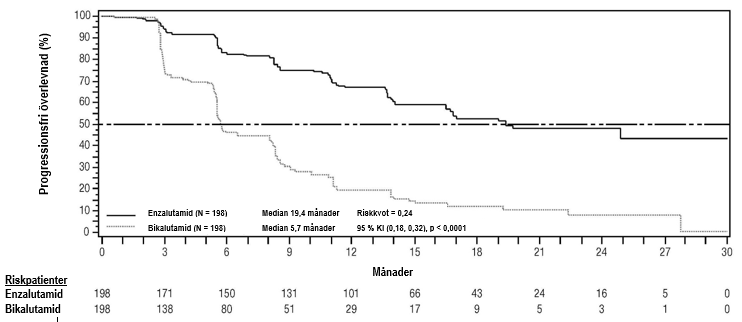 Progressionsfri överlevnad (%)
100
90
80
70
60
50
40
30
20
10
0
Enzalutamid (N = 198) Median 19,4 månader Riskkvot = 0,24
Bikalutamid (N = 198) Median 5,7 månader 95 % KI (0,18, 0,32), p < 0,0001
0 3 6 9 12 15 18 21 24 27 30
Månader
Riskpatienter
Enzalutamid 198 171 150 131 101 66 43 24 16 5 0
Bikalutamid 198 138 80 51 29 17 9 5 3 1 0